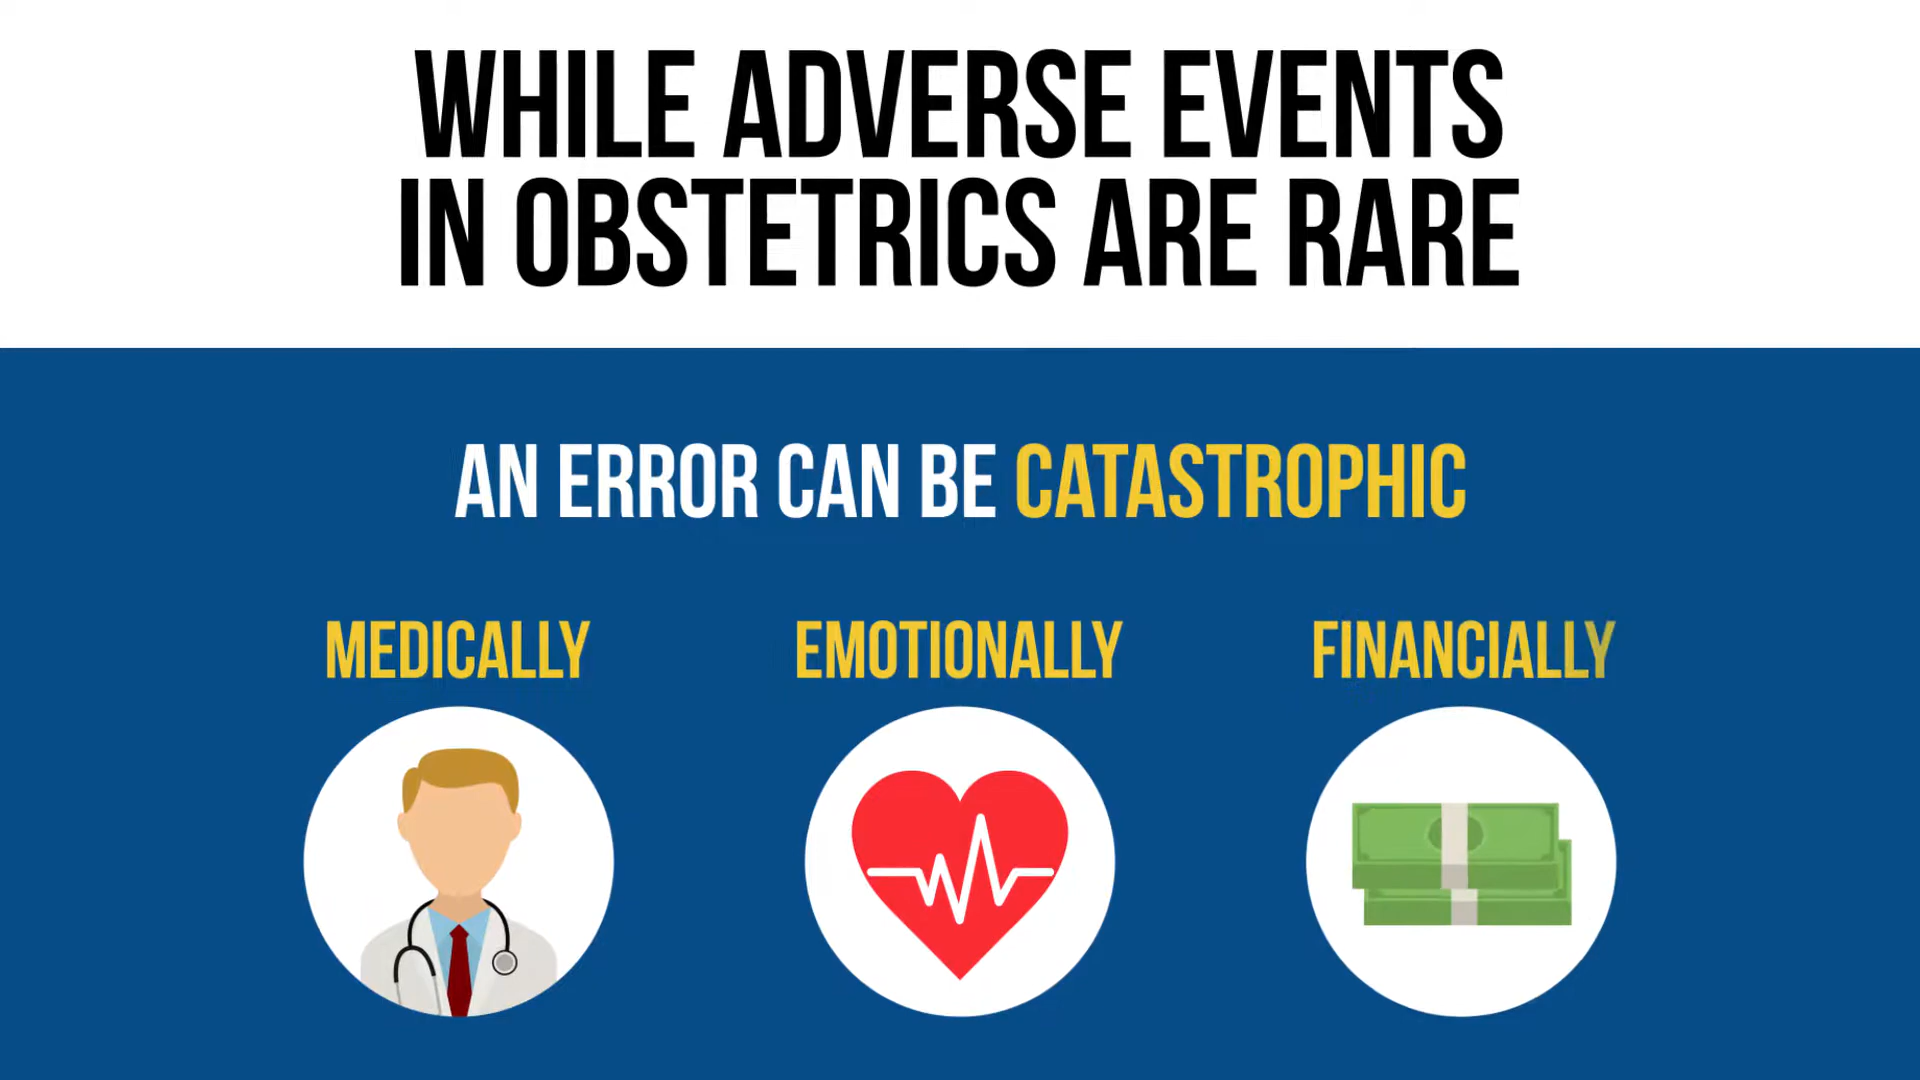 WHILE ADVERSE EVENTS
IN OBSTETRICS ARE RARE
AN ERROR CAN BE CATASTROPHIC
MEDICALLY
EMOTIONALLY
FINANCIALLY